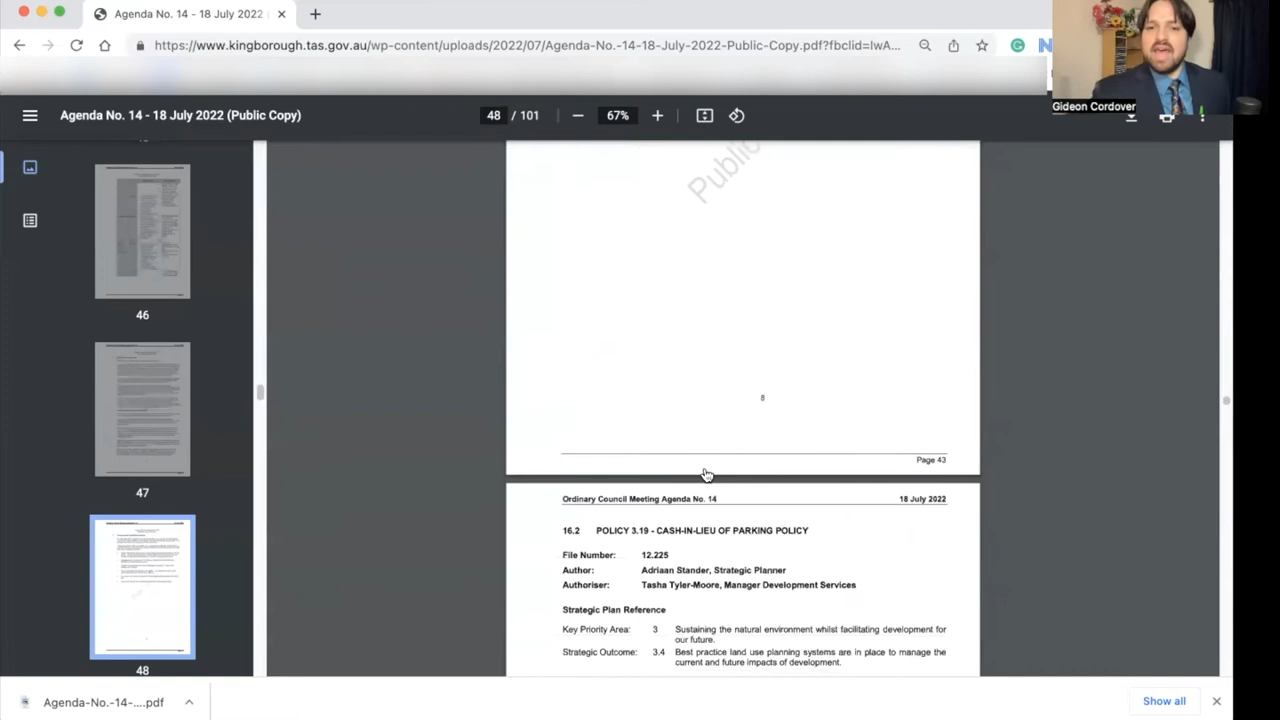 Agenda No. 14 - 18 July 2022
https://www.kingborough.tas.gov.au/wp-content/uploads/2022/07/Agenda-No.-14-18-July-2022-Public-Copy.pdf?fbclid=IwA...
Gideon Cordover
Agenda No. 14 - 18 July 2022 (Public Copy)
48 / 101
67%
46
47
48
Public
8
Page 43
Ordinary Council Meeting Agenda No. 14 18 July 2022
16.2 POLICY 3.19 - CASH-IN-LIEU OF PARKING POLICY
File Number: 12.225
Author: Adriaan Stander, Strategic Planner
Authoriser: Tasha Tyler-Moore, Manager Development Services
Strategic Plan Reference
Key Priority Area: 3 Sustaining the natural environment whilst facilitating development for
our future.
Strategic Outcome: 3.4 Best practice land use planning systems are in place to manage the
current and future impacts of development.
Agenda-No.-14-....pdf
Show all